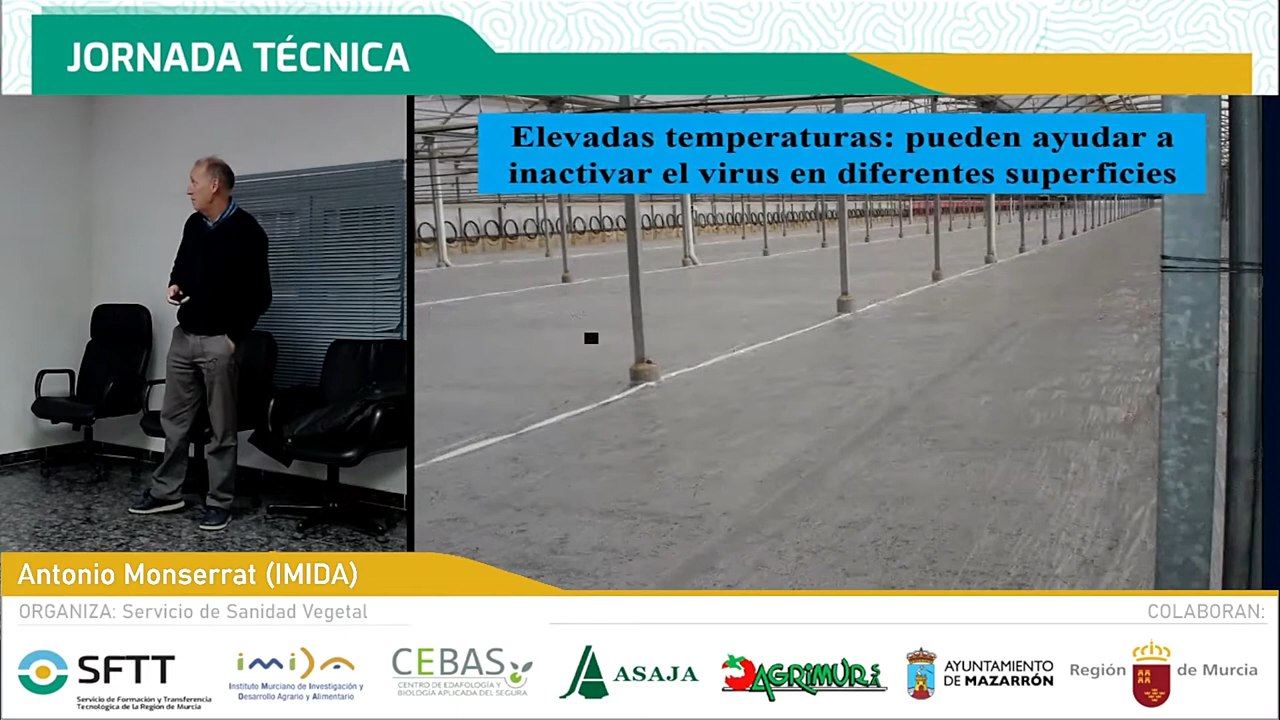 JORNADA TÉCNICA
Elevadas temperaturas: pueden ayudar a
inactivar el virus en diferentes superficies
Antonio Monserrat (IMIDA)
ORGANIZA: Servicio de Sanidad Vegetal
COLABORAN:
SFTT
Servicio de Formación y Transferencia
Tecnológica de la Región de Murcia
imida
Instituto Murciano de Investigación y
Desarrollo Agrario y Alimentario
CEBAS
CENTRO DE EDAFOLOGÍA Y
BIOLOGÍA APLICADA DEL SEGURA
ASAJA
AGRIMUR
AYUNTAMIENTO
DE MAZARRÓN
Región de Murcia